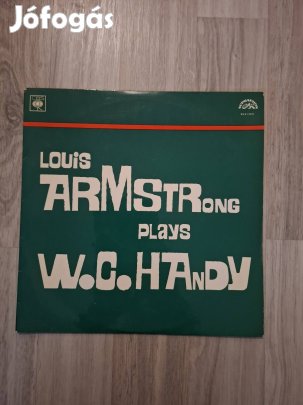 Jófogás
LOUIS
ARMSTRONG
PLAYS
W.C.HANDY